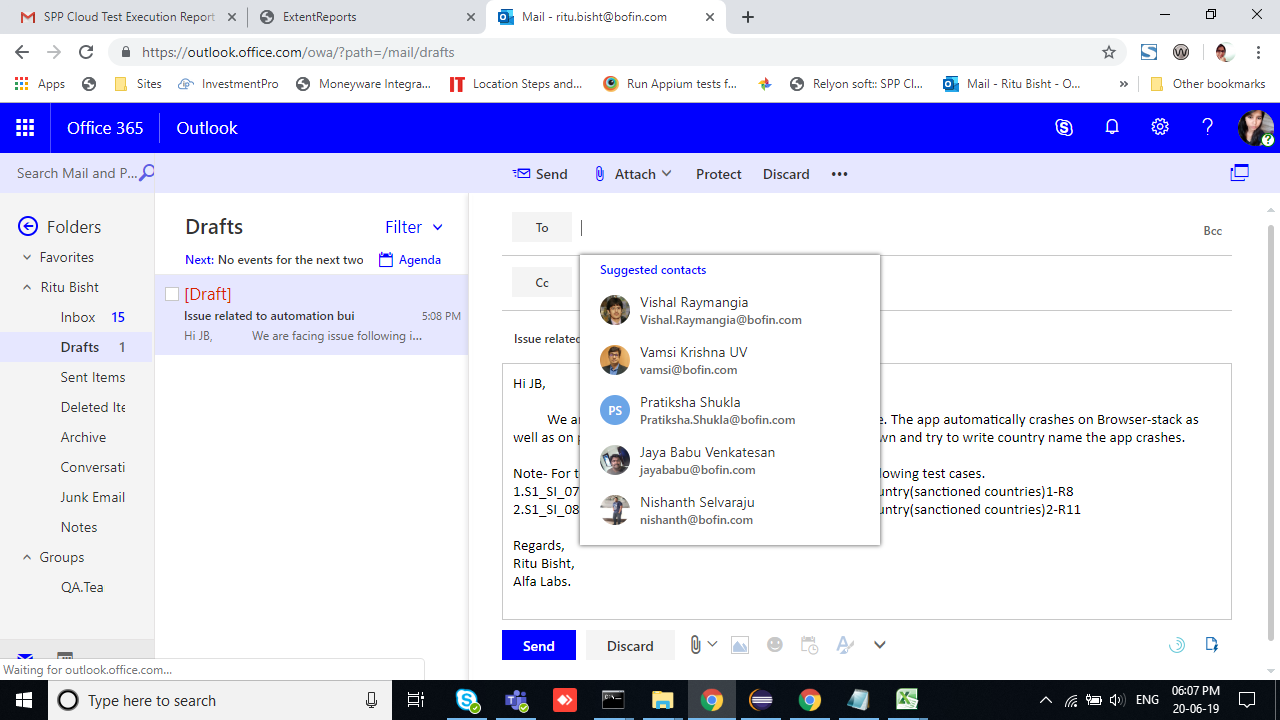 SPP Cloud Test Execution Report
ExtentReports
Mail - ritu.bisht@bofin.com
https://outlook.office.com/owa/?path=/mail/drafts
Apps
Sites
InvestmentPro
Moneyware Integra...
Location Steps and...
Run Appium tests f...
Relyon soft:: SPP Cl...
Mail - Ritu Bisht - O...
»
Other bookmarks
Office 365
Outlook
Search Mail and P...
Send
Attach
Protect
Discard
•••
Folders
Favorites
Ritu Bisht
Inbox 15
Drafts 1
Sent Items
Deleted Ite
Archive
Conversati
Junk Email
Notes
Groups
QA.Tea
Drafts
Filter
Next: No events for the next two
Agenda
[Draft]
Issue related to automation bui 5:08 PM
Hi JB, We are facing issue following i...
To
Bcc
Cc
Suggested contacts
Vishal Raymangia
Vishal.Raymangia@bofin.com
Vamsi Krishna UV
vamsi@bofin.com
PS
Pratiksha Shukla
Pratiksha.Shukla@bofin.com
Jaya Babu Venkatesan
jayababu@bofin.com
Nishanth Selvaraju
nishanth@bofin.com
Issue related
Hi JB,
We a e. The app automatically crashes on Browser-stack as
well as on p wn and try to write country name the app crashes.
Note- For t lowing test cases.
1.S1_SI_07 untry(sanctioned countries)1-R8
2.S1_SI_08 untry(sanctioned countries)2-R11
Regards,
Ritu Bisht,
Alfa Labs.
Send
Discard
Waiting for outlook.office.com...
Type here to search
ENG
06:07 PM
20-06-19